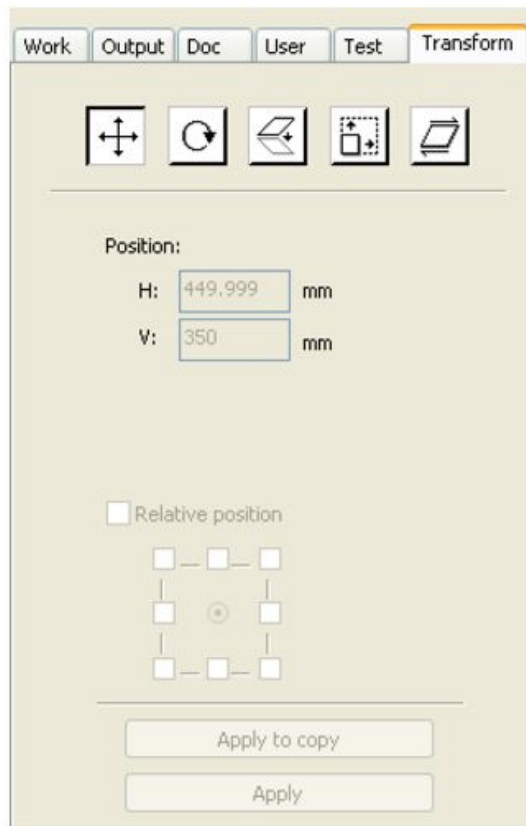 Work Output Doc User Test Transform
Position:
H: 449.999 mm
V: 350 mm
Relative position
Apply to copy
Apply